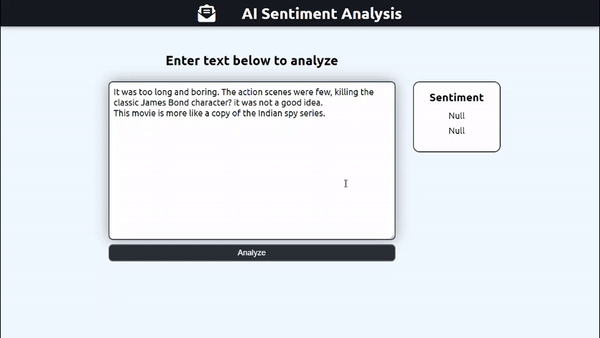 AI Sentiment Analysis
Enter text below to analyze
It was too long and boring. The action scenes were few, killing the
classic James Bond character? it was not a good idea.
This movie is more like a copy of the Indian spy series.
Sentiment
Null
Null
Analyze